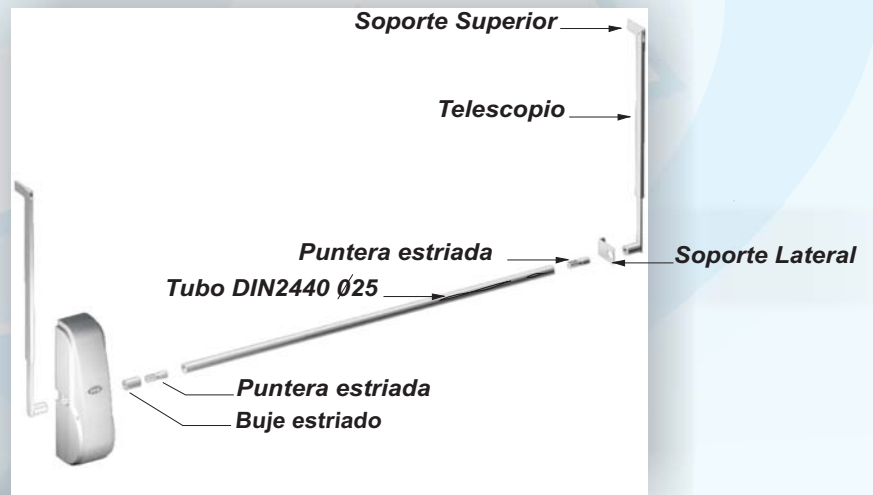 Soporte Superior
Telescopio
Puntera estriada
Soporte Lateral
Tubo DIN2440 Ø25
Puntera estriada
Buje estriado